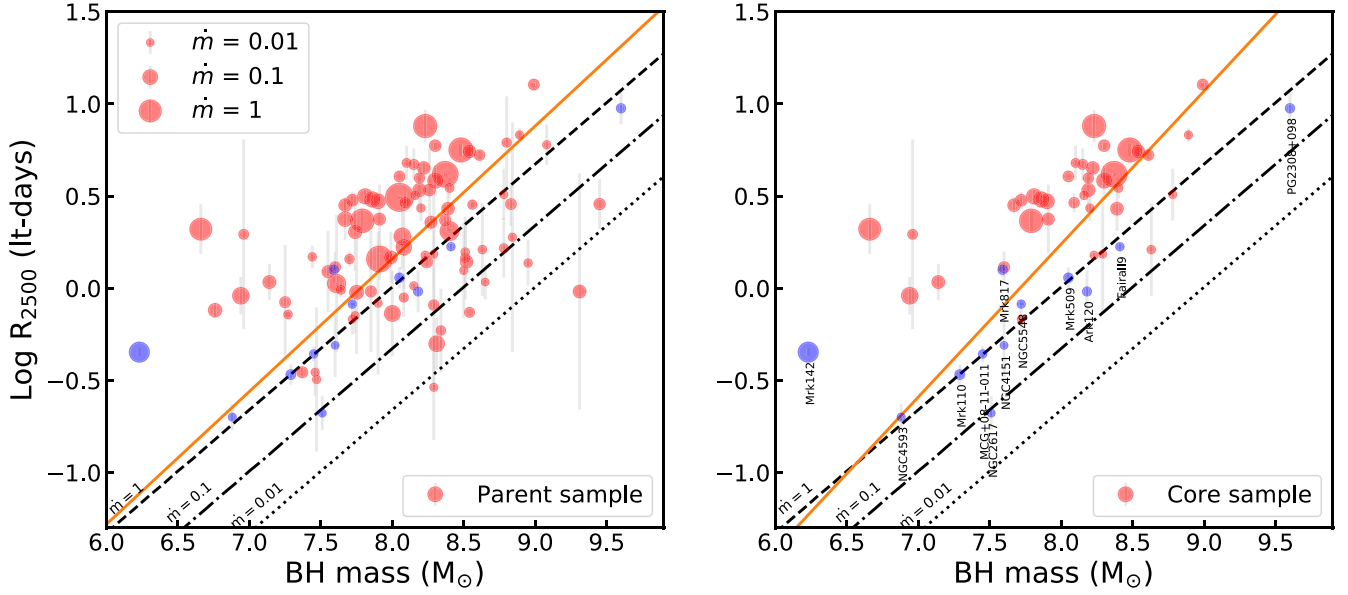 Log R2500 (lt-days)
1.5
1.0
0.5
0.0
−0.5
−1.0
6.0 6.5 7.0 7.5 8.0 8.5 9.0 9.5
BH mass (M⊙)
ṁ = 0.01
ṁ = 0.1
ṁ = 1
ṁ = 1
ṁ = 0.1
ṁ = 0.01
Parent sample
1.5
1.0
0.5
0.0
−0.5
−1.0
6.0 6.5 7.0 7.5 8.0 8.5 9.0 9.5
BH mass (M⊙)
ṁ = 1
ṁ = 0.1
ṁ = 0.01
Mrk142
NGC4593
Mrk110
MCG+08-11-011
NGC2617
NGC4151
Mrk817
NGC5548
Mrk509
Ark120
Fairall9
PG2308+098
Core sample